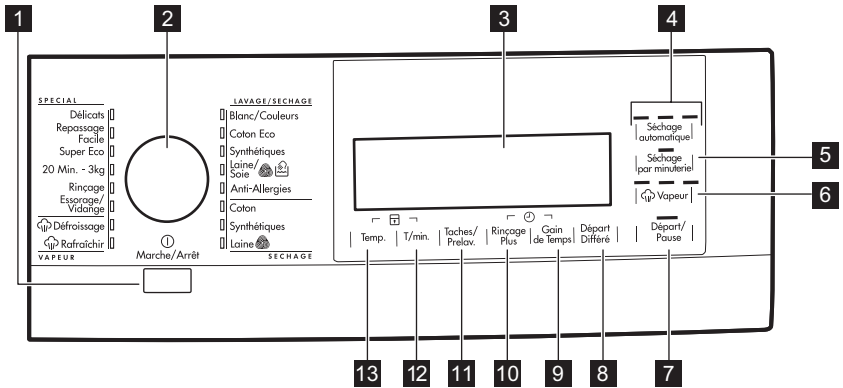 1
2
3
4
SPECIAL
Délicats
Repassage
Facile
Super Eco
20 Min. - 3kg
Rinçage
Essorage/
Vidange
Défroissage
Rafraîchir
VAPEUR
Marche/Arrêt
LAVAGE/SECHAGE
Blanc/Couleurs
Coton Eco
Synthétiques
Laine/
Soie
Anti-Allergies
Coton
Synthétiques
Laine
SECHAGE
Temp.
T/min.
Taches/
Prelav.
Rinçage
Plus
Gain
de Temps
Départ
Différé
Séchage
automatique
Séchage
par minuterie
Vapeur
Départ/
Pause
5
6
13
12
11
10
9
8
7